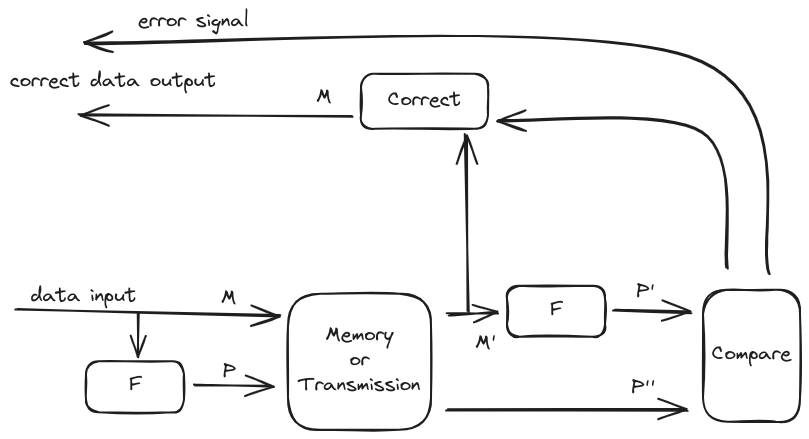 error signal
correct data output
M
Correct
data input
M
Memory
or
Transmission
M'
F
P'
Compare
F
P
P''